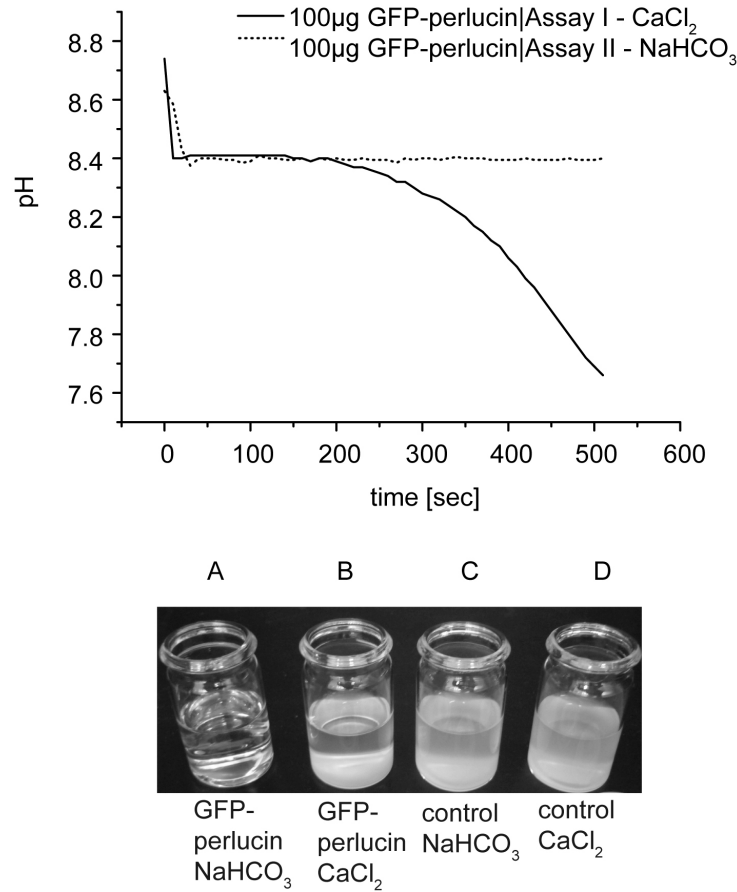 100µg GFP-perlucin|Assay I - CaCl₂
100µg GFP-perlucin|Assay II - NaHCO₃
8.8
8.6
8.4
8.2
8.0
7.8
7.6
pH
0 100 200 300 400 500 600
time [sec]
A B C D
GFP- GFP- control control
perlucin perlucin NaHCO₃ CaCl₂
NaHCO₃ CaCl₂